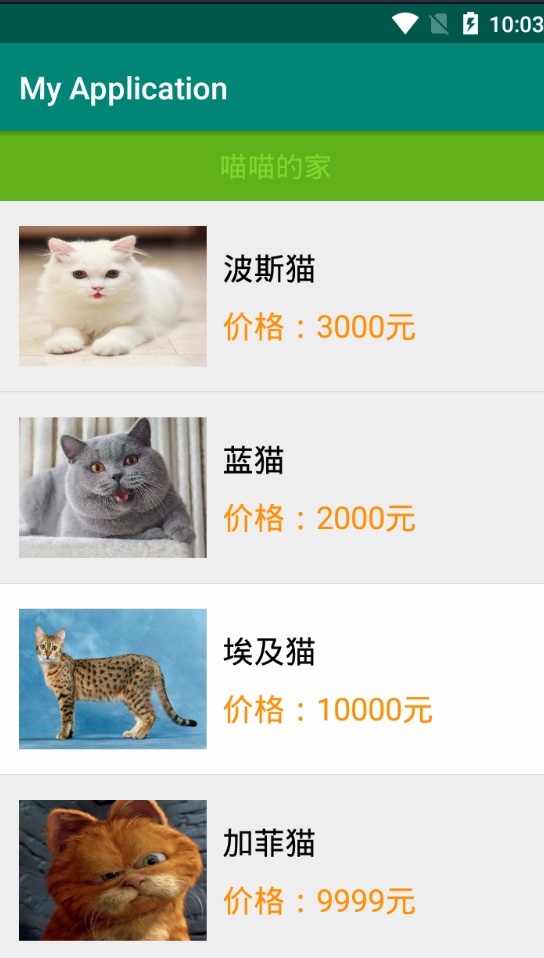 10:03
My Application
喵喵的家
波斯猫
价格：3000元
蓝猫
价格：2000元
埃及猫
价格：10000元
加菲猫
价格：9999元